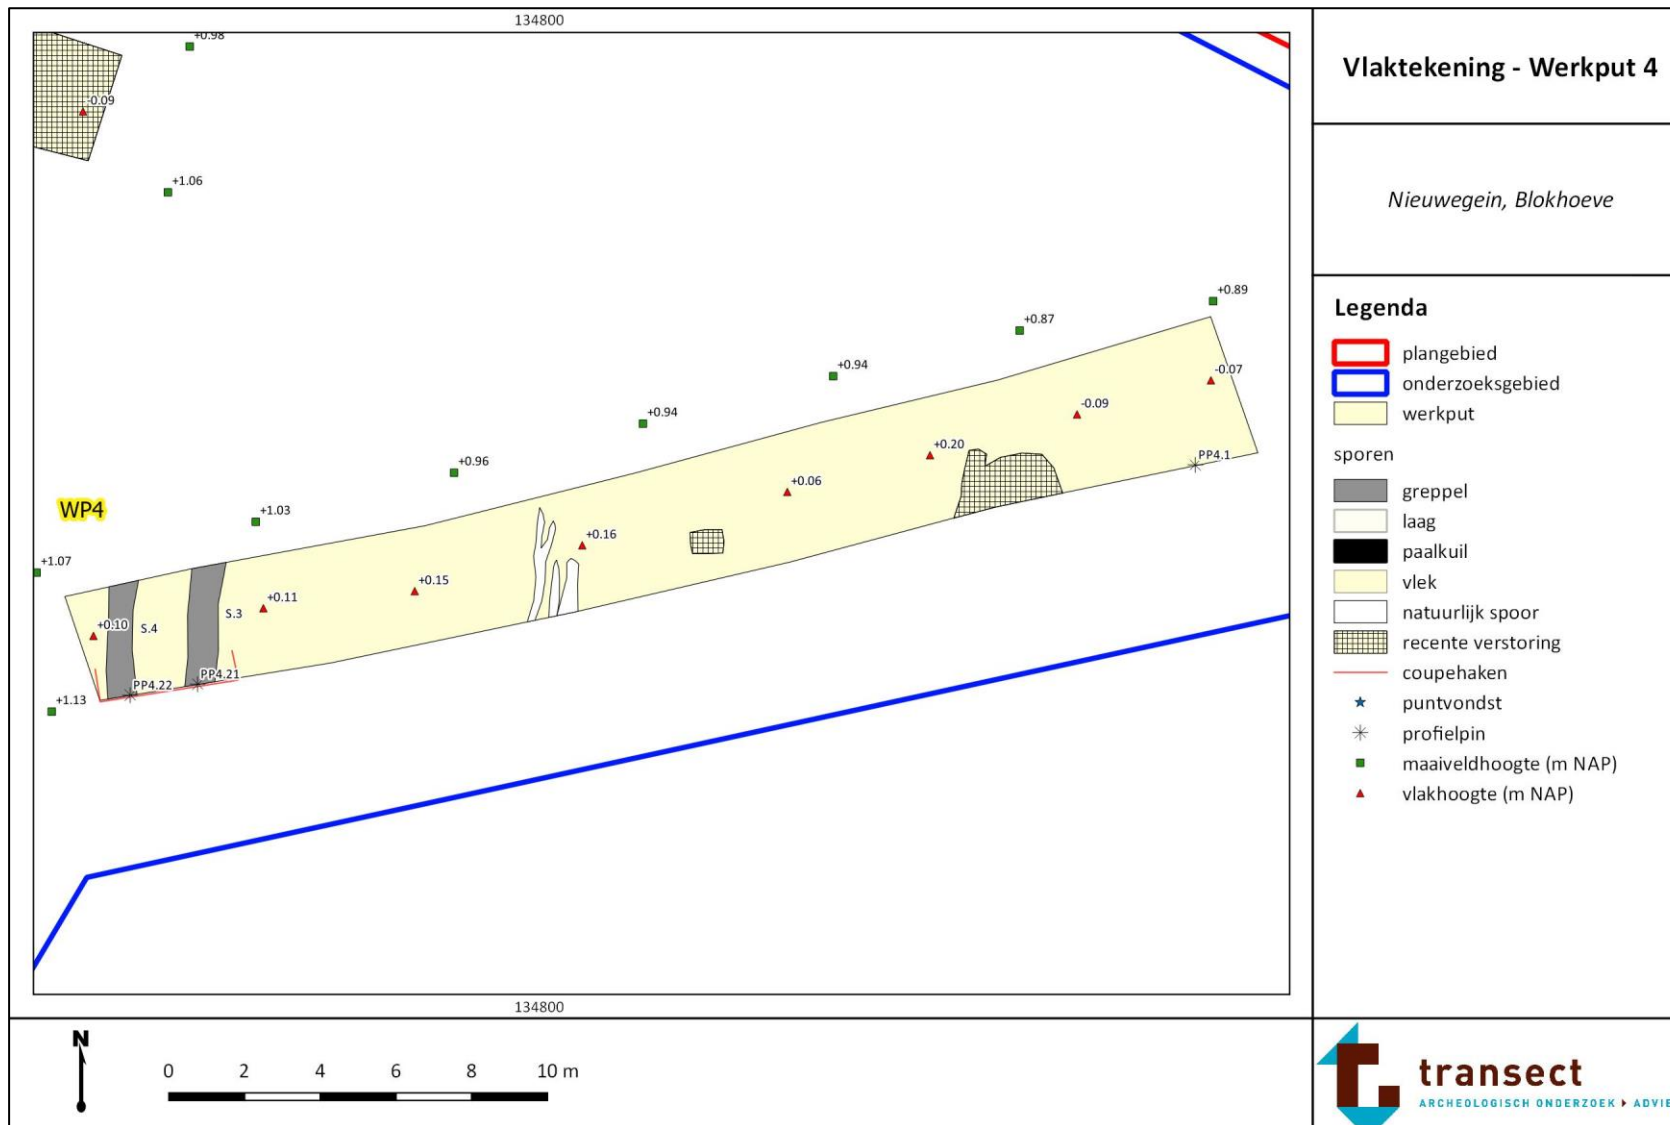 134800
+0.98
-0.09
+1.06
+0.89
+0.87
-0.07
+0.94
-0.09
+0.94
+0.20
PP4.1
+0.96
+0.06
WP4
+1.03
+0.16
+1.07
+0.15
+0.11
S.3
+0.10
S.4
PP4.21
PP4.22
+1.13
134800
N
0 2 4 6 8 10 m
Vlaktekening - Werkput 4
Nieuwegein, Blokhoeve
Legenda
plangebied
onderzoeksgebied
werkput
sporen
greppel
laag
paalkuil
vlek
natuurlijk spoor
recente verstoring
coupehaken
puntvondst
profielpin
maaiveldhoogte (m NAP)
vlakhoogte (m NAP)
transect
ARCHEOLOGISCH ONDERZOEK ADVIE